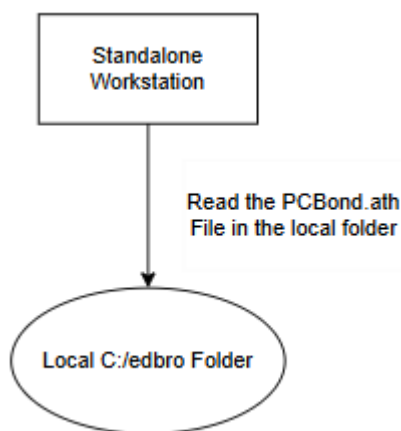 Standalone
Workstation
Read the PCBond.ath
File in the local folder
Local C:/edbro Folder